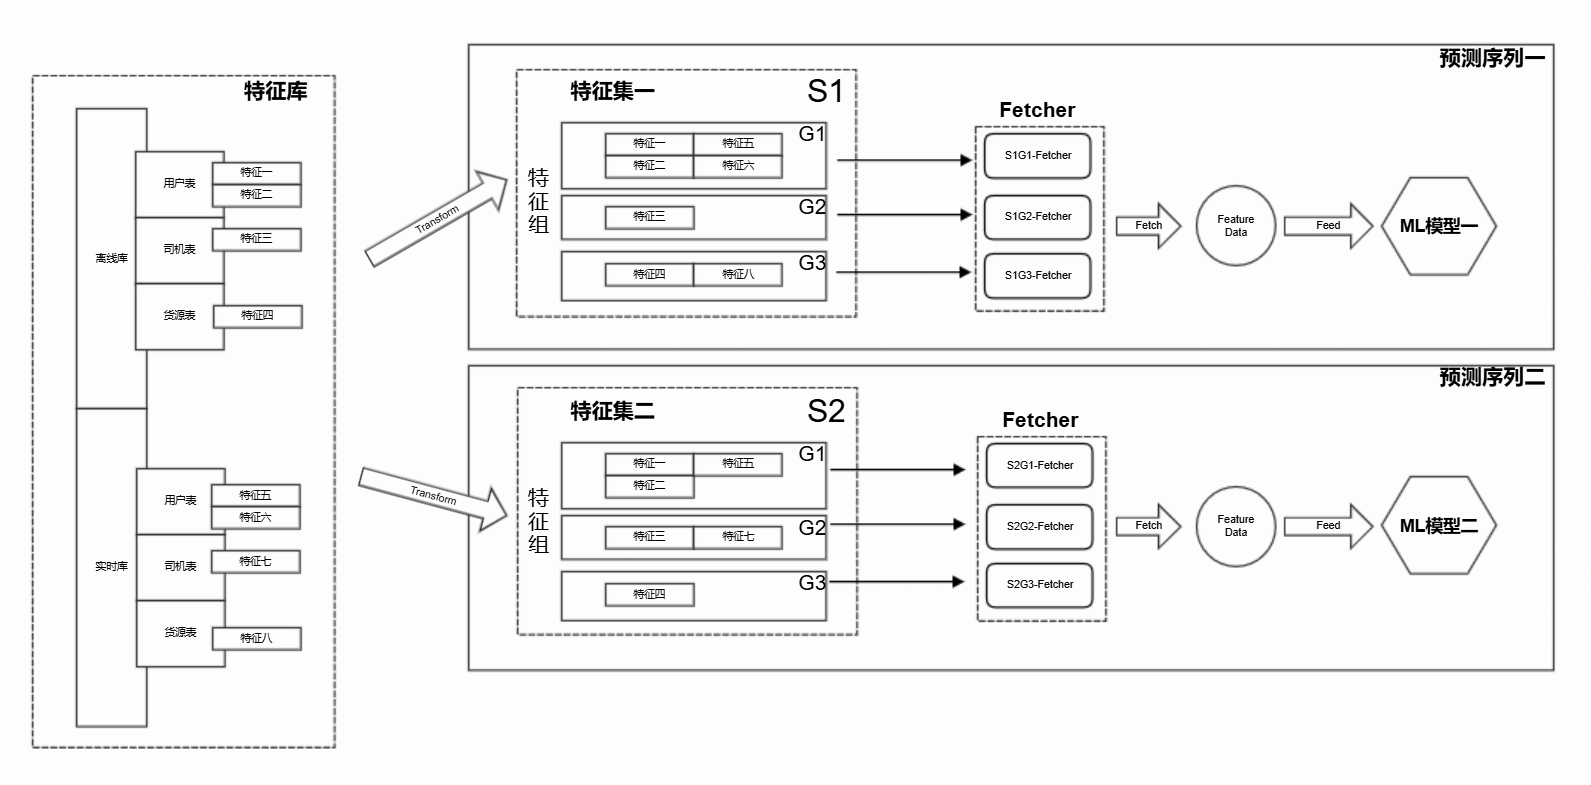 特征库
离线库
用户表
特征一
特征二
司机表
特征三
货源表
特征四
实时库
用户表
特征五
特征六
司机表
特征七
货源表
特征八
Transform
Transform
预测序列一
特征集一
S1
特征组
G1
特征一
特征五
特征二
特征六
G2
特征三
G3
特征四
特征八
Fetcher
S1G1-Fetcher
S1G2-Fetcher
S1G3-Fetcher
Fetch
Feature
Data
Feed
ML模型一
预测序列二
特征集二
S2
特征组
G1
特征一
特征五
特征二
G2
特征三
特征七
G3
特征四
Fetcher
S2G1-Fetcher
S2G2-Fetcher
S2G3-Fetcher
Fetch
Feature
Data
Feed
ML模型二